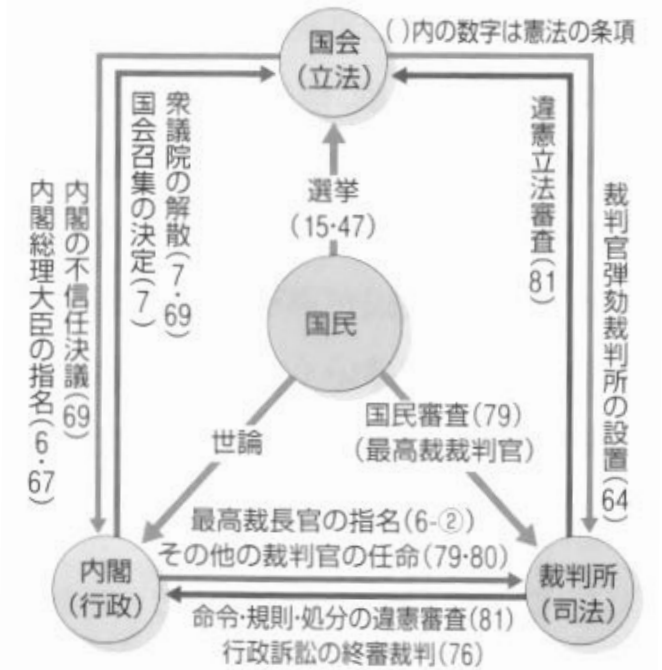 国会
(立法)
( )内の数字は憲法の条項
内閣総理大臣の指名(6・67)
内閣の不信任決議(69)
国会召集の決定(7)
衆議院の解散(7・69)
選挙
(15・47)
違憲立法審査(81)
裁判官弾劾裁判所の設置(64)
国民
世論
国民審査(79)
(最高裁裁判官)
最高裁長官の指名(6-②)
その他の裁判官の任命(79・80)
内閣
(行政)
裁判所
(司法)
命令・規則・処分の違憲審査(81)
行政訴訟の終審裁判(76)